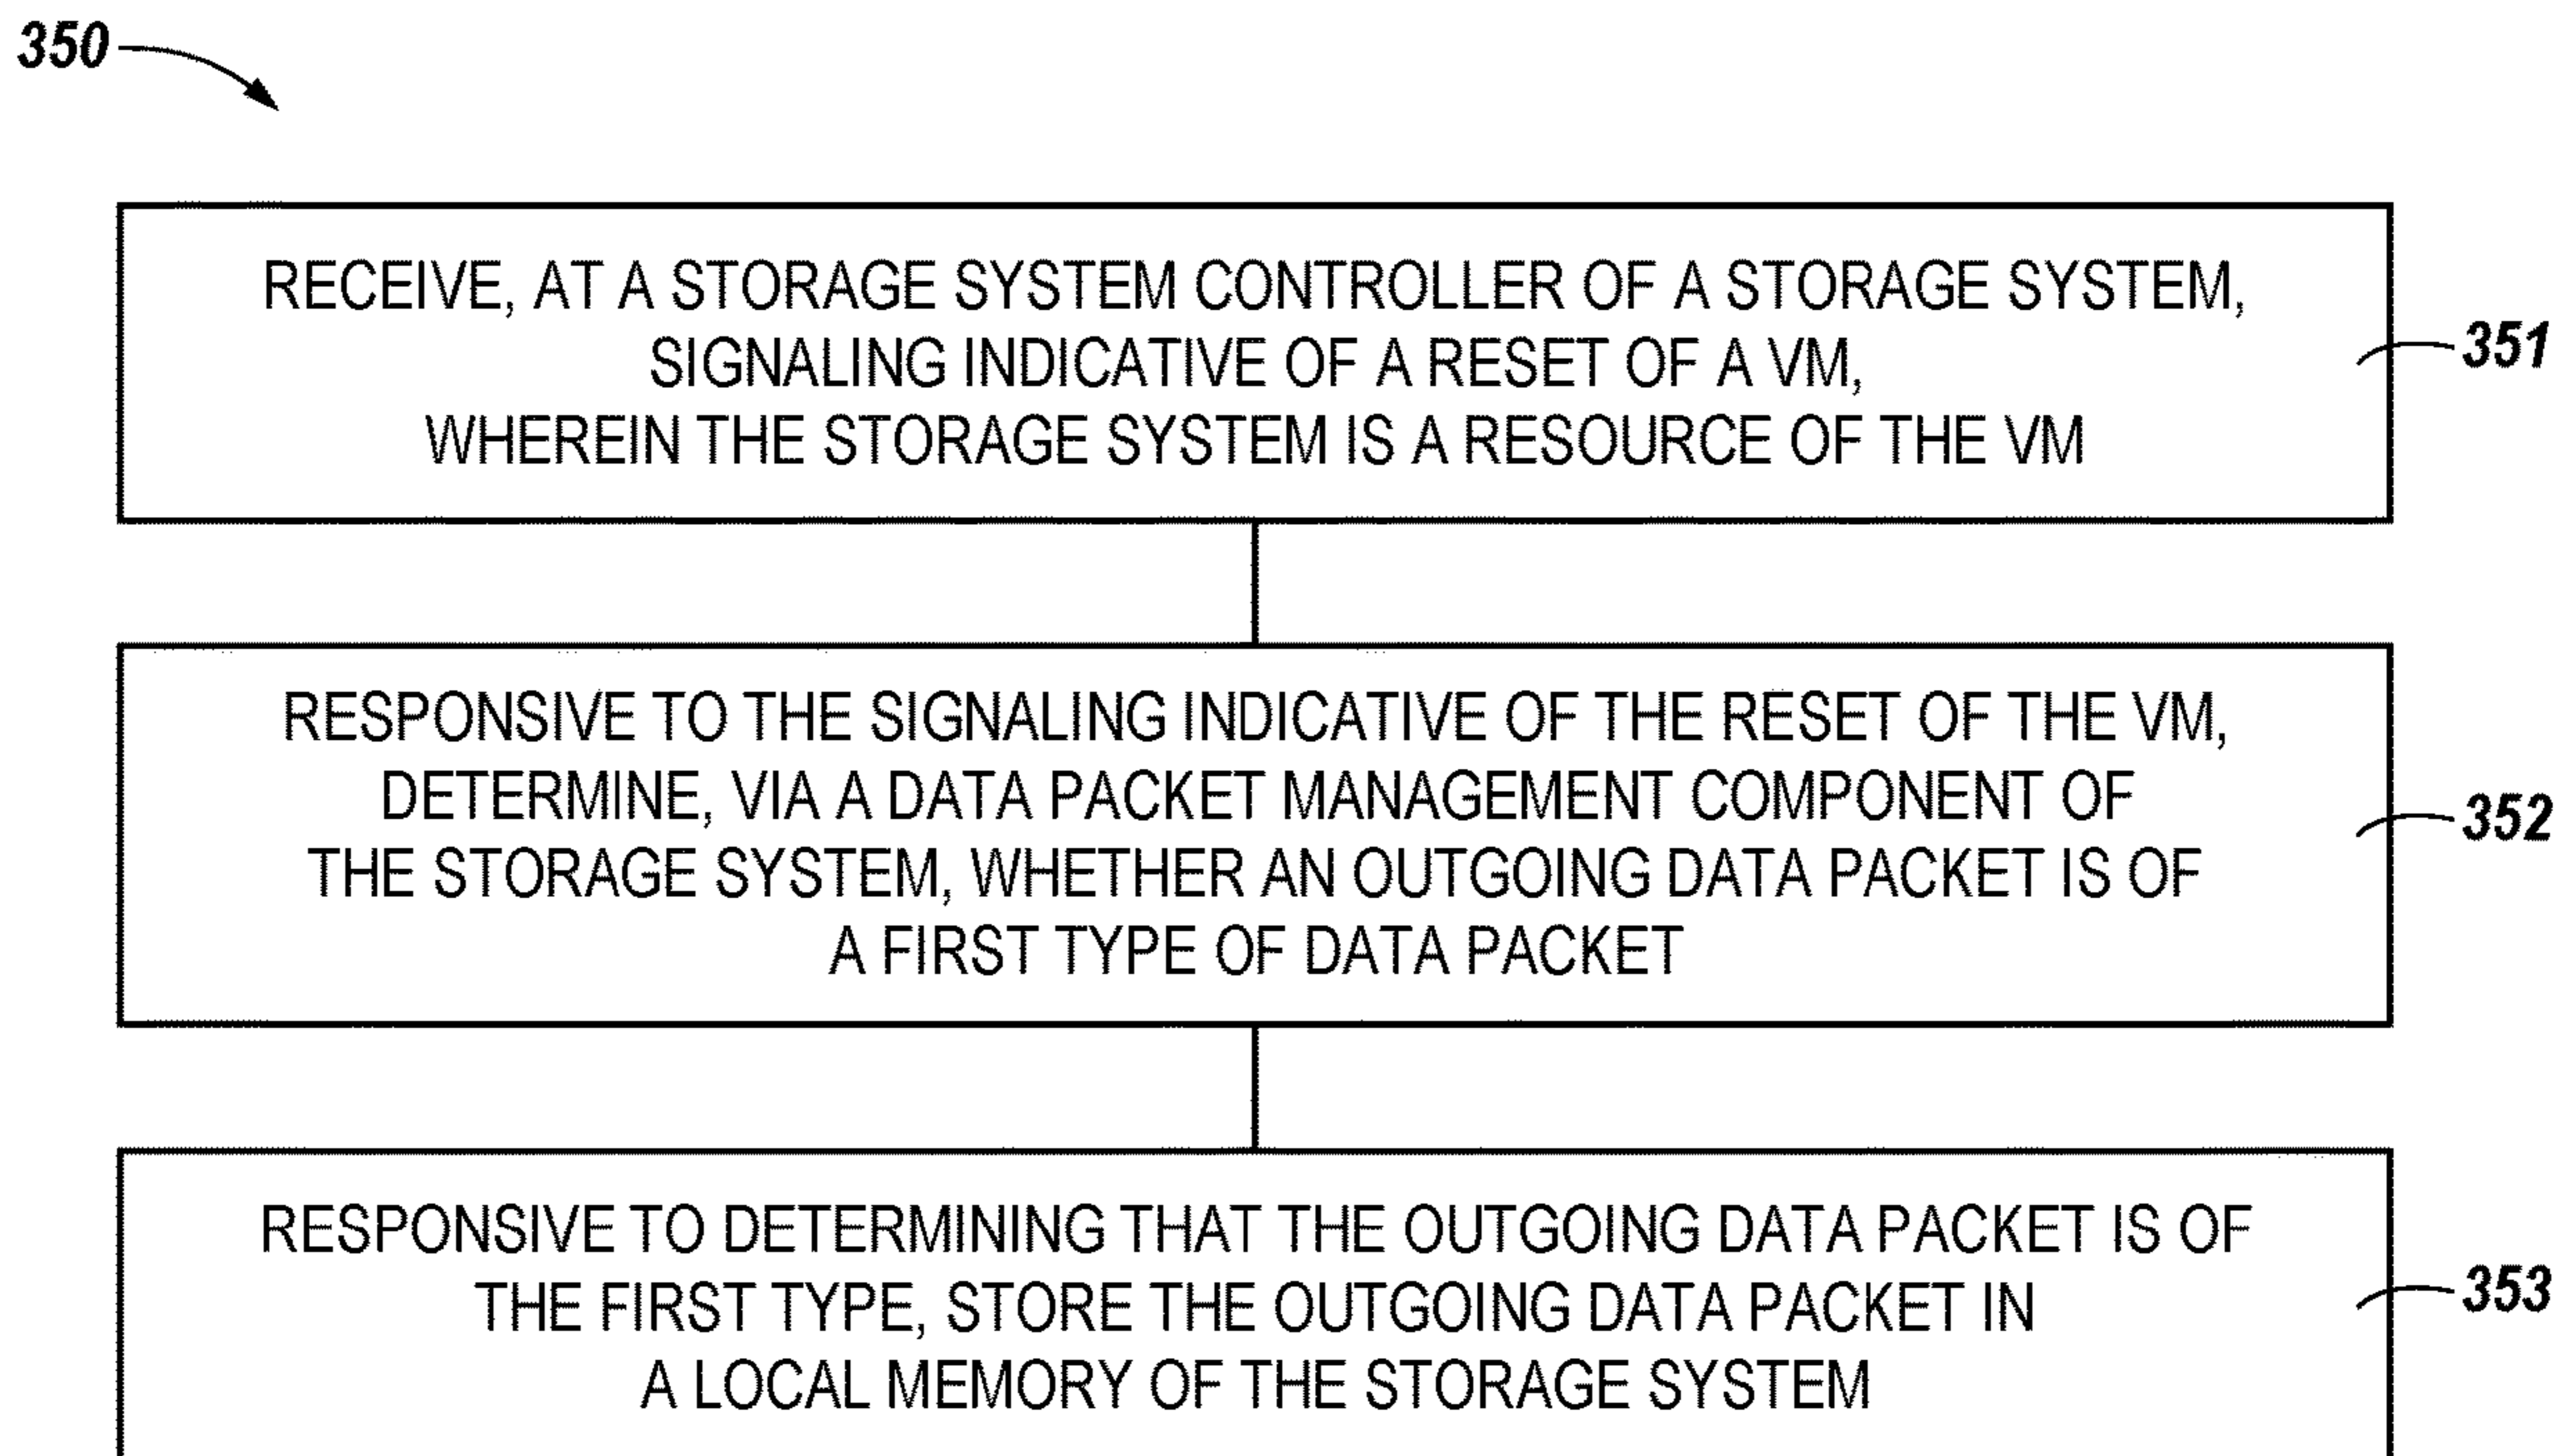 350
RECEIVE, AT A STORAGE SYSTEM CONTROLLER OF A STORAGE SYSTEM,
SIGNALING INDICATIVE OF A RESET OF A VM,
WHEREIN THE STORAGE SYSTEM IS A RESOURCE OF THE VM
351
RESPONSIVE TO THE SIGNALING INDICATIVE OF THE RESET OF THE VM,
DETERMINE, VIA A DATA PACKET MANAGEMENT COMPONENT OF
THE STORAGE SYSTEM, WHETHER AN OUTGOING DATA PACKET IS OF
A FIRST TYPE OF DATA PACKET
352
RESPONSIVE TO DETERMINING THAT THE OUTGOING DATA PACKET IS OF
THE FIRST TYPE, STORE THE OUTGOING DATA PACKET IN
A LOCAL MEMORY OF THE STORAGE SYSTEM
353